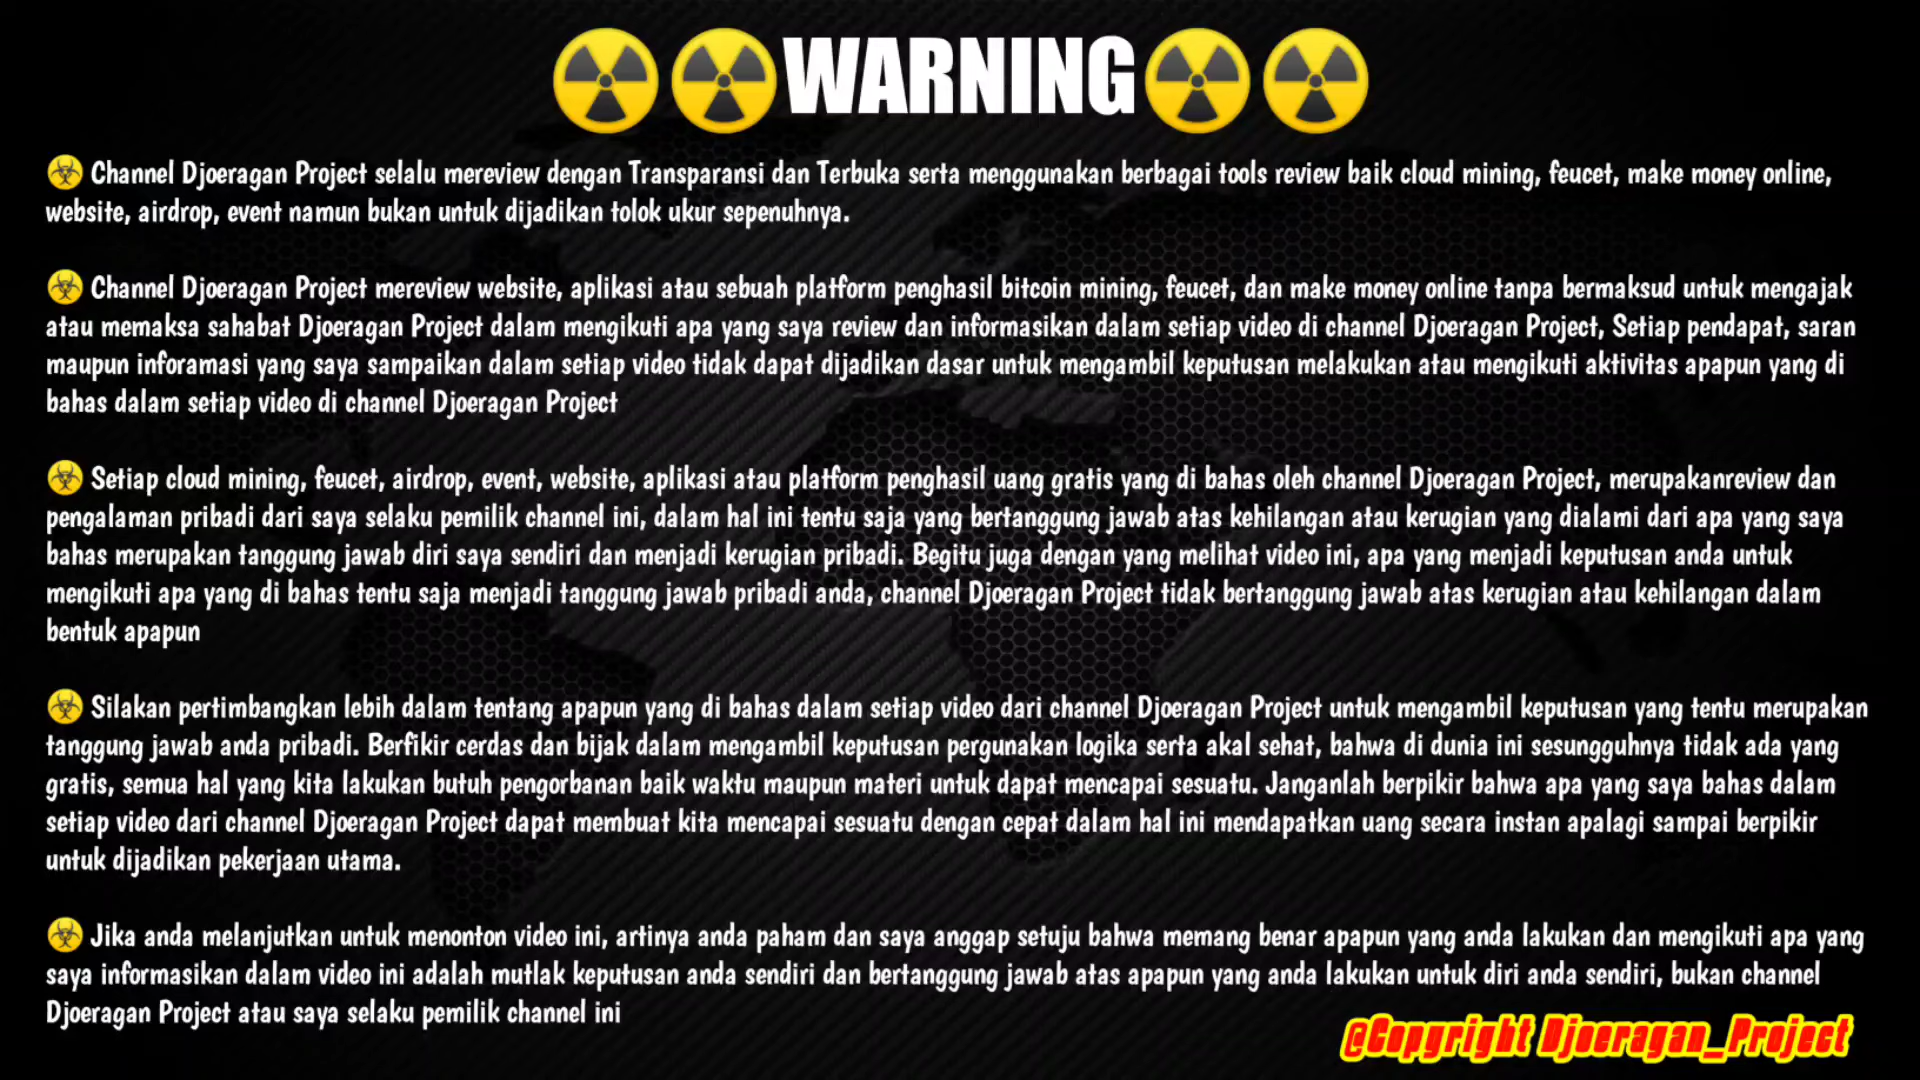 ☢️☢️WARNING☢️☢️
☣️ Channel Djoeragan Project selalu mereview dengan Transparansi dan Terbuka serta menggunakan berbagai tools review baik cloud mining, feucet, make money online,
website, airdrop, event namun bukan untuk dijadikan tolok ukur sepenuhnya.
☣️ Channel Djoeragan Project mereview website, aplikasi atau sebuah platform penghasil bitcoin mining, feucet, dan make money online tanpa bermaksud untuk mengajak
atau memaksa sahabat Djoeragan Project dalam mengikuti apa yang saya review dan informasikan dalam setiap video di channel Djoeragan Project, Setiap pendapat, saran
maupun inforamasi yang saya sampaikan dalam setiap video tidak dapat dijadikan dasar untuk mengambil keputusan melakukan atau mengikuti aktivitas apapun yang di
bahas dalam setiap video di channel Djoeragan Project
☣️ Setiap cloud mining, feucet, airdrop, event, website, aplikasi atau platform penghasil uang gratis yang di bahas oleh channel Djoeragan Project, merupakanreview dan
pengalaman pribadi dari saya selaku pemilik channel ini, dalam hal ini tentu saja yang bertanggung jawab atas kehilangan atau kerugian yang dialami dari apa yang saya
bahas merupakan tanggung jawab diri saya sendiri dan menjadi kerugian pribadi. Begitu juga dengan yang melihat video ini, apa yang menjadi keputusan anda untuk
mengikuti apa yang di bahas tentu saja menjadi tanggung jawab pribadi anda, channel Djoeragan Project tidak bertanggung jawab atas kerugian atau kehilangan dalam
bentuk apapun
☣️ Silakan pertimbangkan lebih dalam tentang apapun yang di bahas dalam setiap video dari channel Djoeragan Project untuk mengambil keputusan yang tentu merupakan
tanggung jawab anda pribadi. Berfikir cerdas dan bijak dalam mengambil keputusan pergunakan logika serta akal sehat, bahwa di dunia ini sesungguhnya tidak ada yang
gratis, semua hal yang kita lakukan butuh pengorbanan baik waktu maupun materi untuk dapat mencapai sesuatu. Janganlah berpikir bahwa apa yang saya bahas dalam
setiap video dari channel Djoeragan Project dapat membuat kita mencapai sesuatu dengan cepat dalam hal ini mendapatkan uang secara instan apalagi sampai berpikir
untuk dijadikan pekerjaan utama.
☣️ Jika anda melanjutkan untuk menonton video ini, artinya anda paham dan saya anggap setuju bahwa memang benar apapun yang anda lakukan dan mengikuti apa yang
saya informasikan dalam video ini adalah mutlak keputusan anda sendiri dan bertanggung jawab atas apapun yang anda lakukan untuk diri anda sendiri, bukan channel
Djoeragan Project atau saya selaku pemilik channel ini
@Copyright Djoeragan_Project